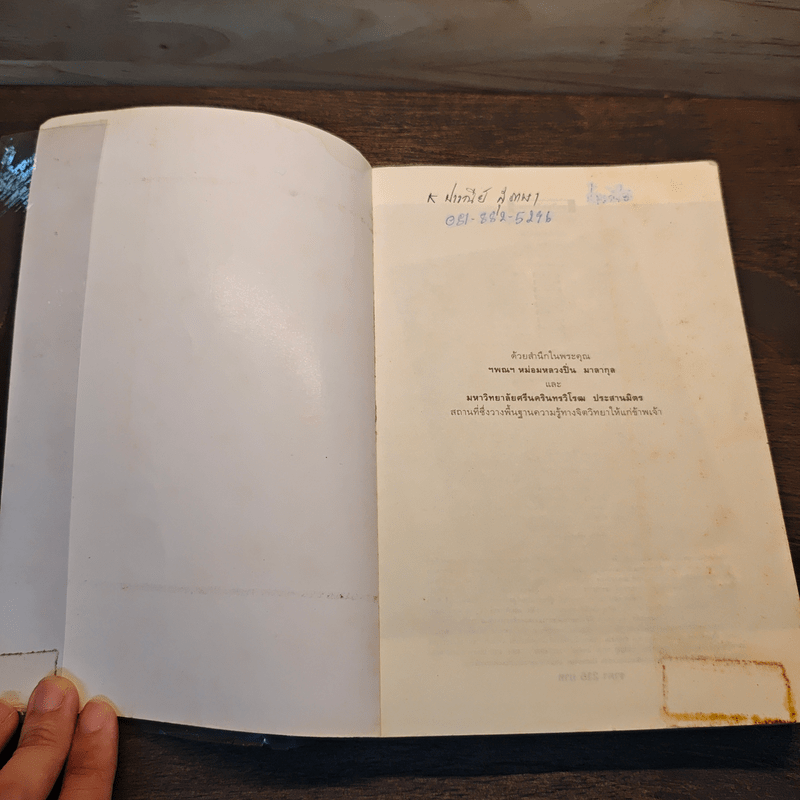 081-882-5296
ด้วยสำนึกในพระคุณ
ฯพณฯ หม่อมหลวงปิ่น มาลากุล
และ
มหาวิทยาลัยศรีนครินทรวิโรฒ ประสานมิตร
สถานที่ซึ่งวางพื้นฐานความรู้ทางจิตวิทยาให้แก่ข้าพเจ้า